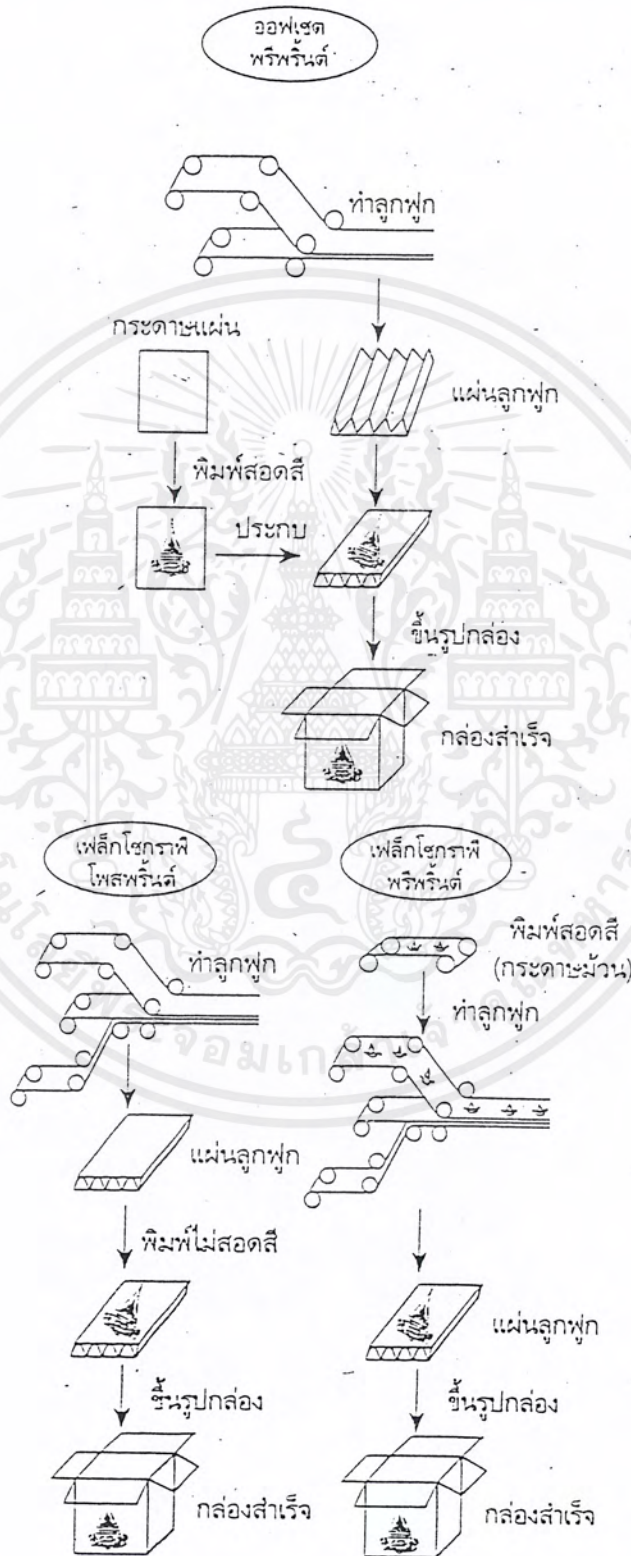 ออฟเซต
พรีพริ้นต์
ทำลูกฟูก
กระดาษแผ่น
แผ่นลูกฟูก
พิมพ์สอดสี
ประกบ
ขึ้นรูปกล่อง
กล่องสำเร็จ
เฟล็กโซกราฟี
โพสพริ้นต์
ทำลูกฟูก
แผ่นลูกฟูก
พิมพ์ไม่สอดสี
ขึ้นรูปกล่อง
กล่องสำเร็จ
เฟล็กโซกราฟี
พรีพริ้นต์
พิมพ์สอดสี
(กระดาษม้วน)
ทำลูกฟูก
แผ่นลูกฟูก
ขึ้นรูปกล่อง
กล่องสำเร็จ